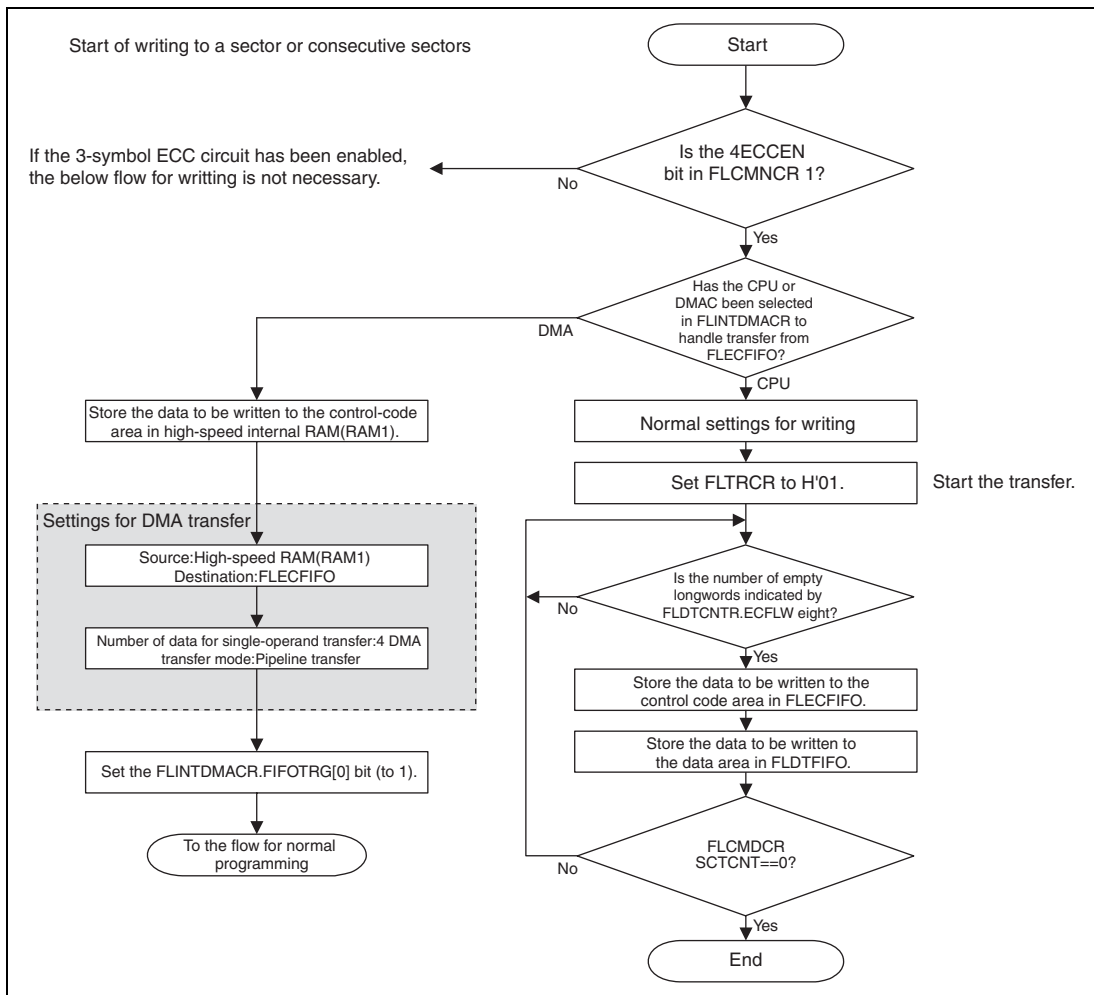 Start of writing to a sector or consecutive sectors
Start
If the 3-symbol ECC circuit has been enabled,
the below flow for writting is not necessary.
No
Is the 4ECCEN
bit in FLCMNCR 1?
Yes
Has the CPU or
DMAC been selected
in FLINTDMACR to
handle transfer from
FLECFIFO?
DMA
CPU
Store the data to be written to the control-code
area in high-speed internal RAM(RAM1).
Normal settings for writing
Set FLTRCR to H'01.
Start the transfer.
Settings for DMA transfer
Source:High-speed RAM(RAM1)
Destination:FLECFIFO
Is the number of empty
longwords indicated by
FLDTCNTR.ECFLW eight?
No
Yes
Number of data for single-operand transfer:4 DMA
transfer mode:Pipeline transfer
Store the data to be written to the
control code area in FLECFIFO.
Store the data to be written to
the data area in FLDTFIFO.
Set the FLINTDMACR.FIFOTRG[0] bit (to 1).
To the flow for normal
programming
FLCMDCR
SCTCNT==0?
No
Yes
End